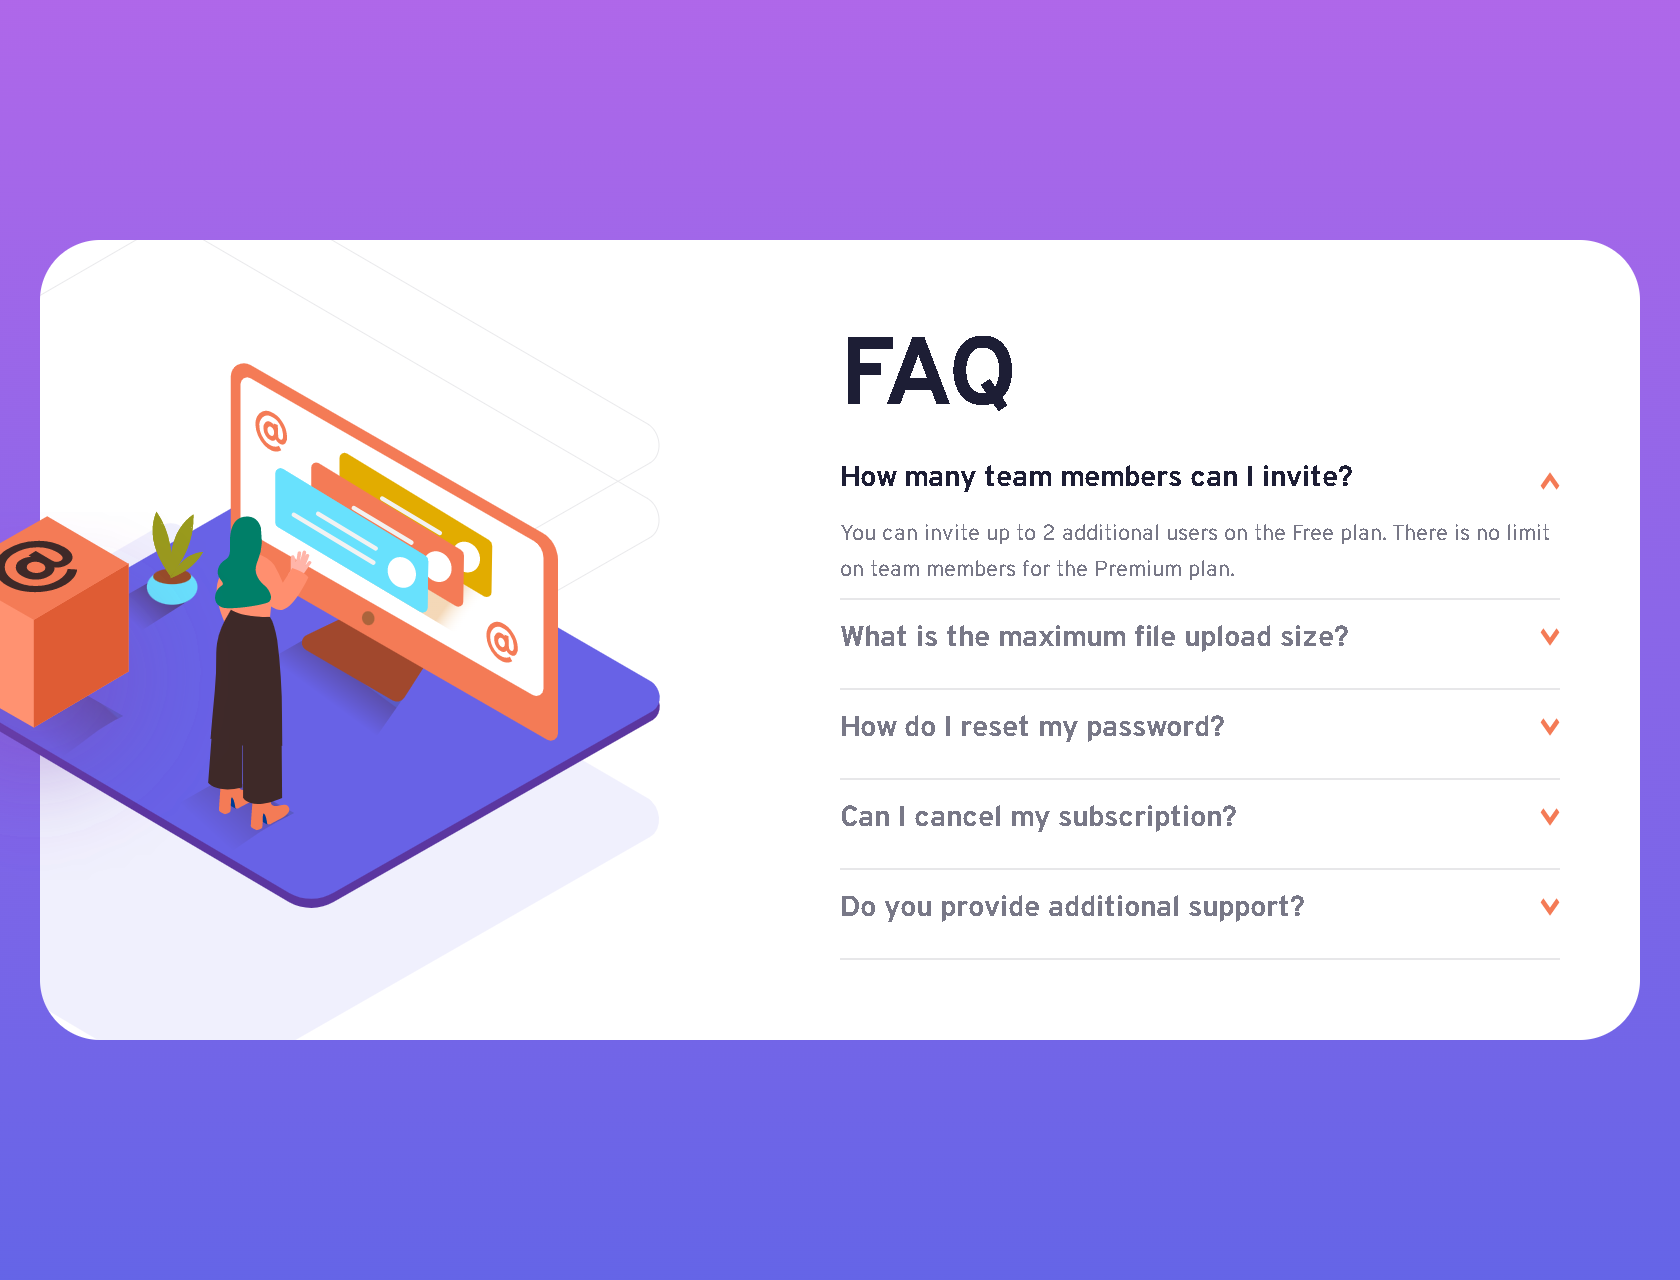 @
@
@
FAQ
How many team members can I invite?
You can invite up to 2 additional users on the Free plan. There is no limit
on team members for the Premium plan.
What is the maximum file upload size?
How do I reset my password?
Can I cancel my subscription?
Do you provide additional support?